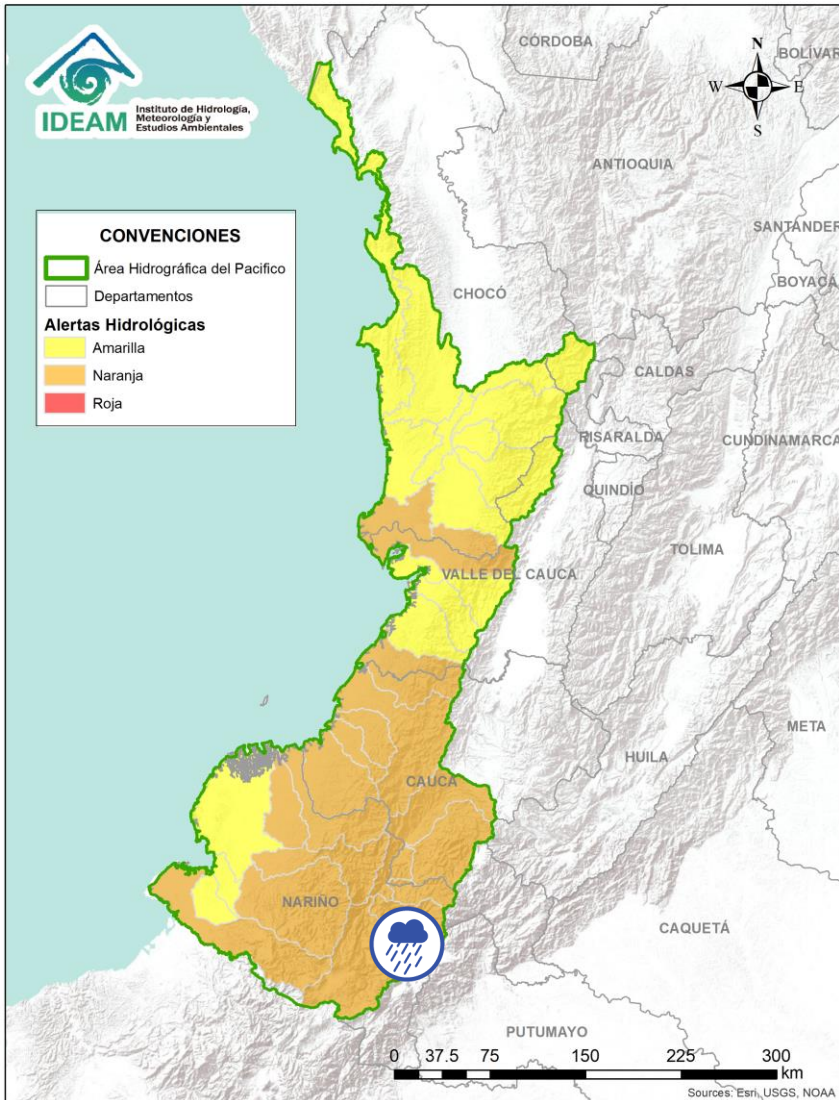 IDEAM
Instituto de Hidrología,
Meteorología y
Estudios Ambientales
N
W E
S
CONVENCIONES
Área Hidrográfica del Pacifico
Departamentos
Alertas Hidrológicas
Amarilla
Naranja
Roja
CÓRDOBA
BOLÍVAR
ANTIOQUIA
SANTANDER
BOYACÁ
CHOCÓ
CALDAS
RISARALDA
CUNDINAMARCA
QUINDÍO
TOLIMA
VALLE DEL CAUCA
META
HUILA
CAUCA
NARIÑO
CAQUETÁ
PUTUMAYO
0 37.5 75 150 225 300
km
Sources: Esri, USGS, NOAA